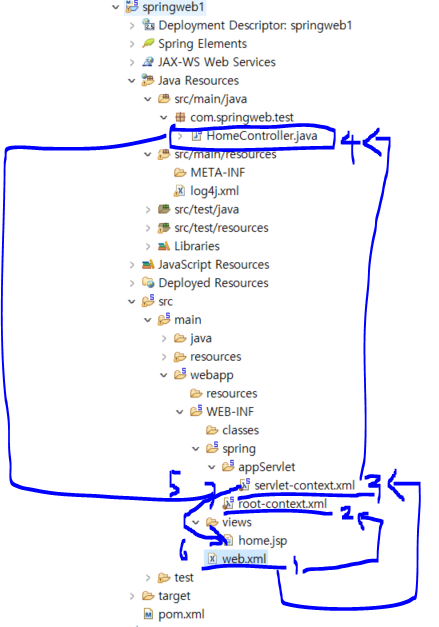 springweb1
Deployment Descriptor: springweb1
Spring Elements
JAX-WS Web Services
Java Resources
src/main/java
com.springweb.test
HomeController.java 4
src/main/resources
META-INF
log4j.xml
src/test/java
src/test/resources
Libraries
JavaScript Resources
Deployed Resources
src
main
java
resources
webapp
resources
WEB-INF
classes
spring
appServlet
5 servlet-context.xml 3
root-context.xml 2
views
6 home.jsp
web.xml 1
test
target
pom.xml